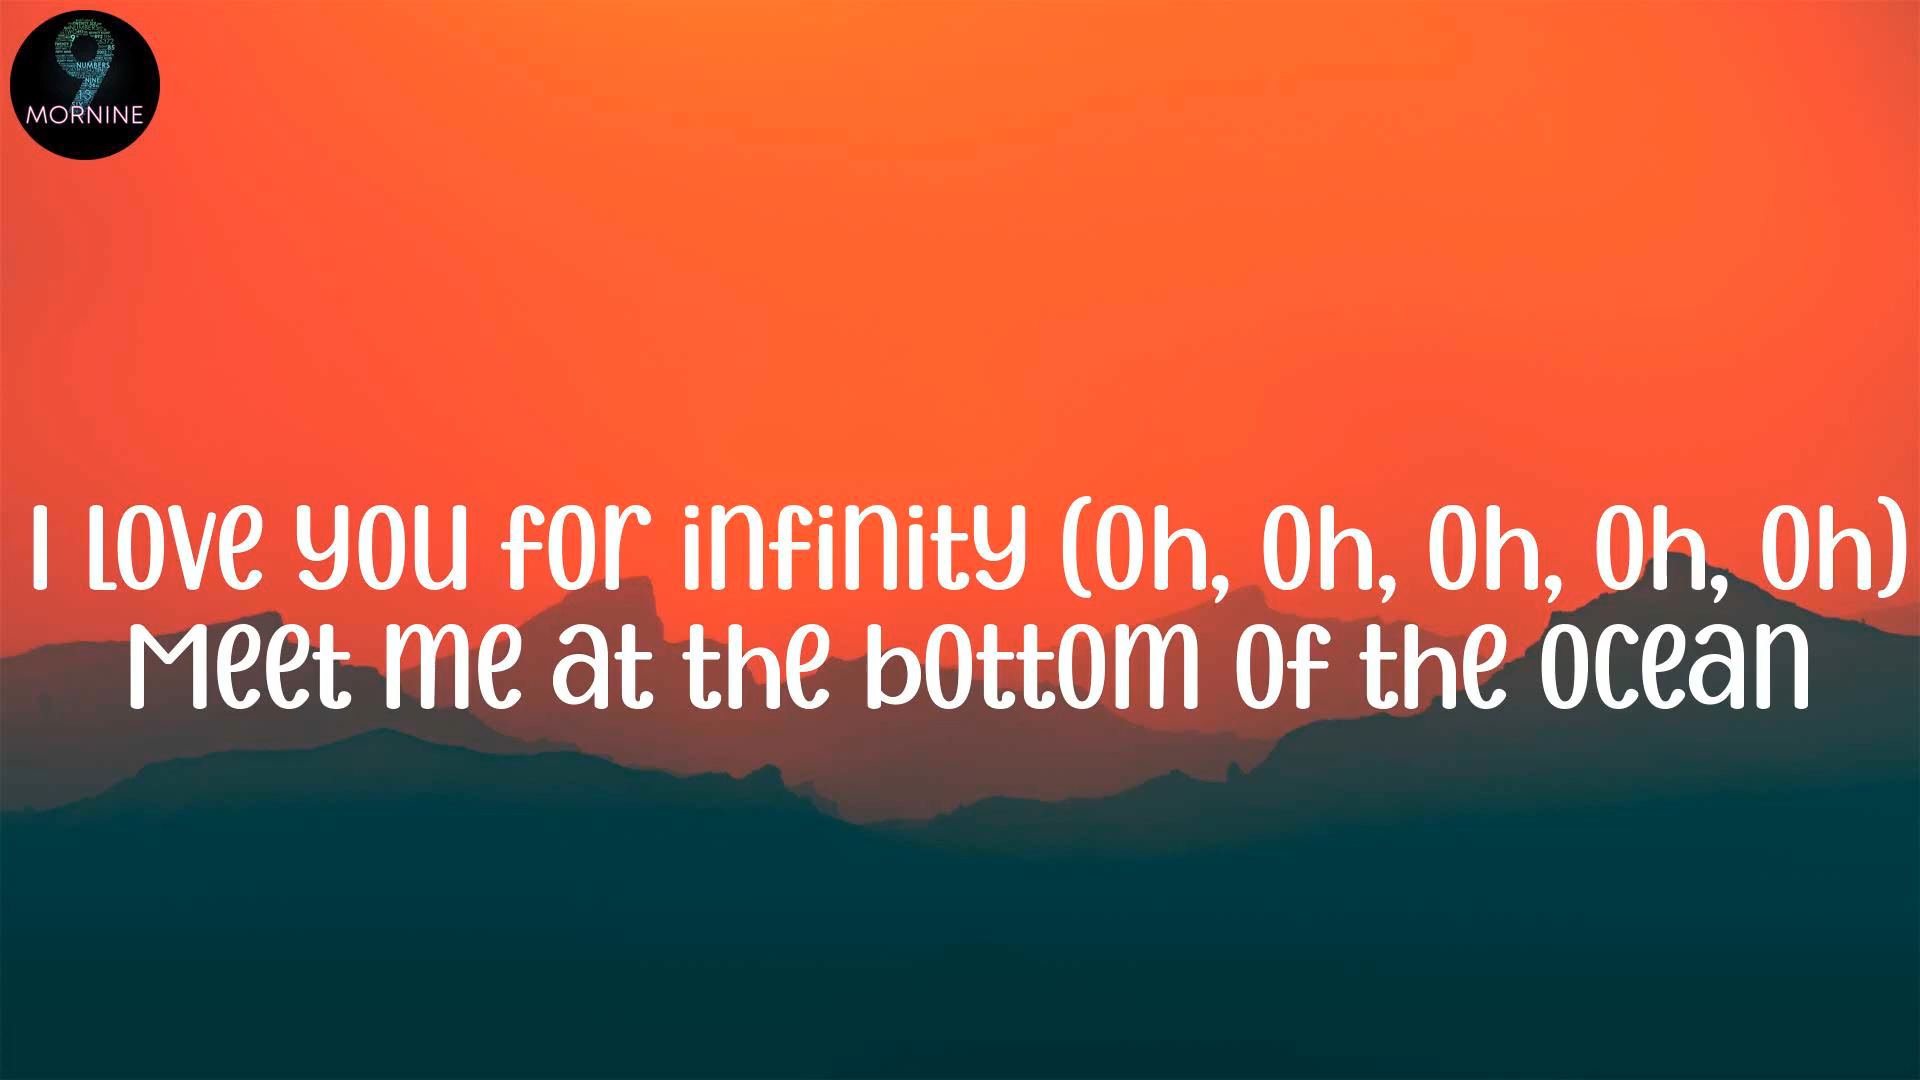 MORNINE
I Love you for infinity (Oh, Oh, Oh, Oh, Oh)
Meet me at the bottom of the ocean